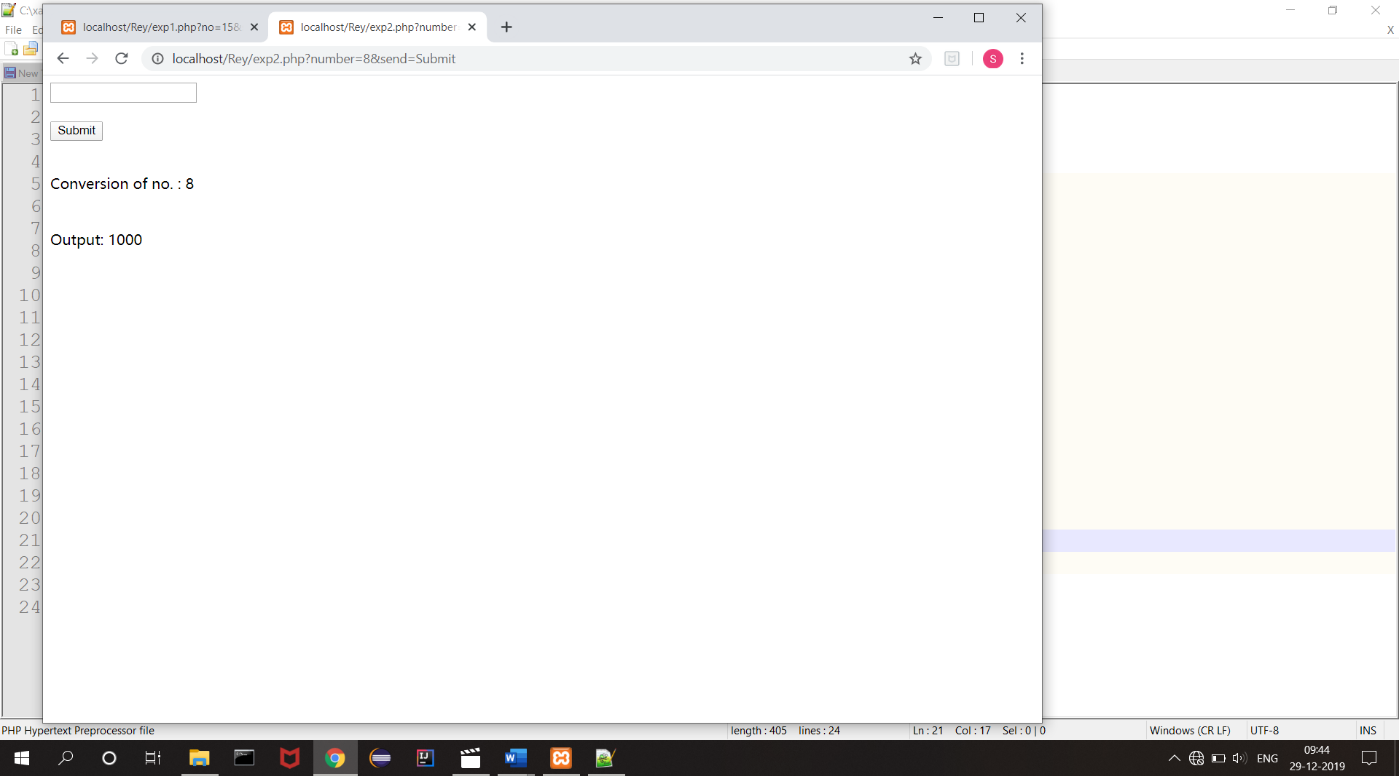 C:\xa
localhost/Rey/exp1.php?no=15&
localhost/Rey/exp2.php?number
File
localhost/Rey/exp2.php?number=8&send=Submit
S
X
New
Submit
Conversion of no. : 8
Output: 1000
1
2
3
4
5
6
7
8
9
10
11
12
13
14
15
16
17
18
19
20
21
22
23
24
PHP Hypertext Preprocessor file
length : 405 lines : 24
Ln : 21 Col : 17 Sel : 0 | 0
Windows (CR LF)
UTF-8
INS
ENG
09:44
29-12-2019